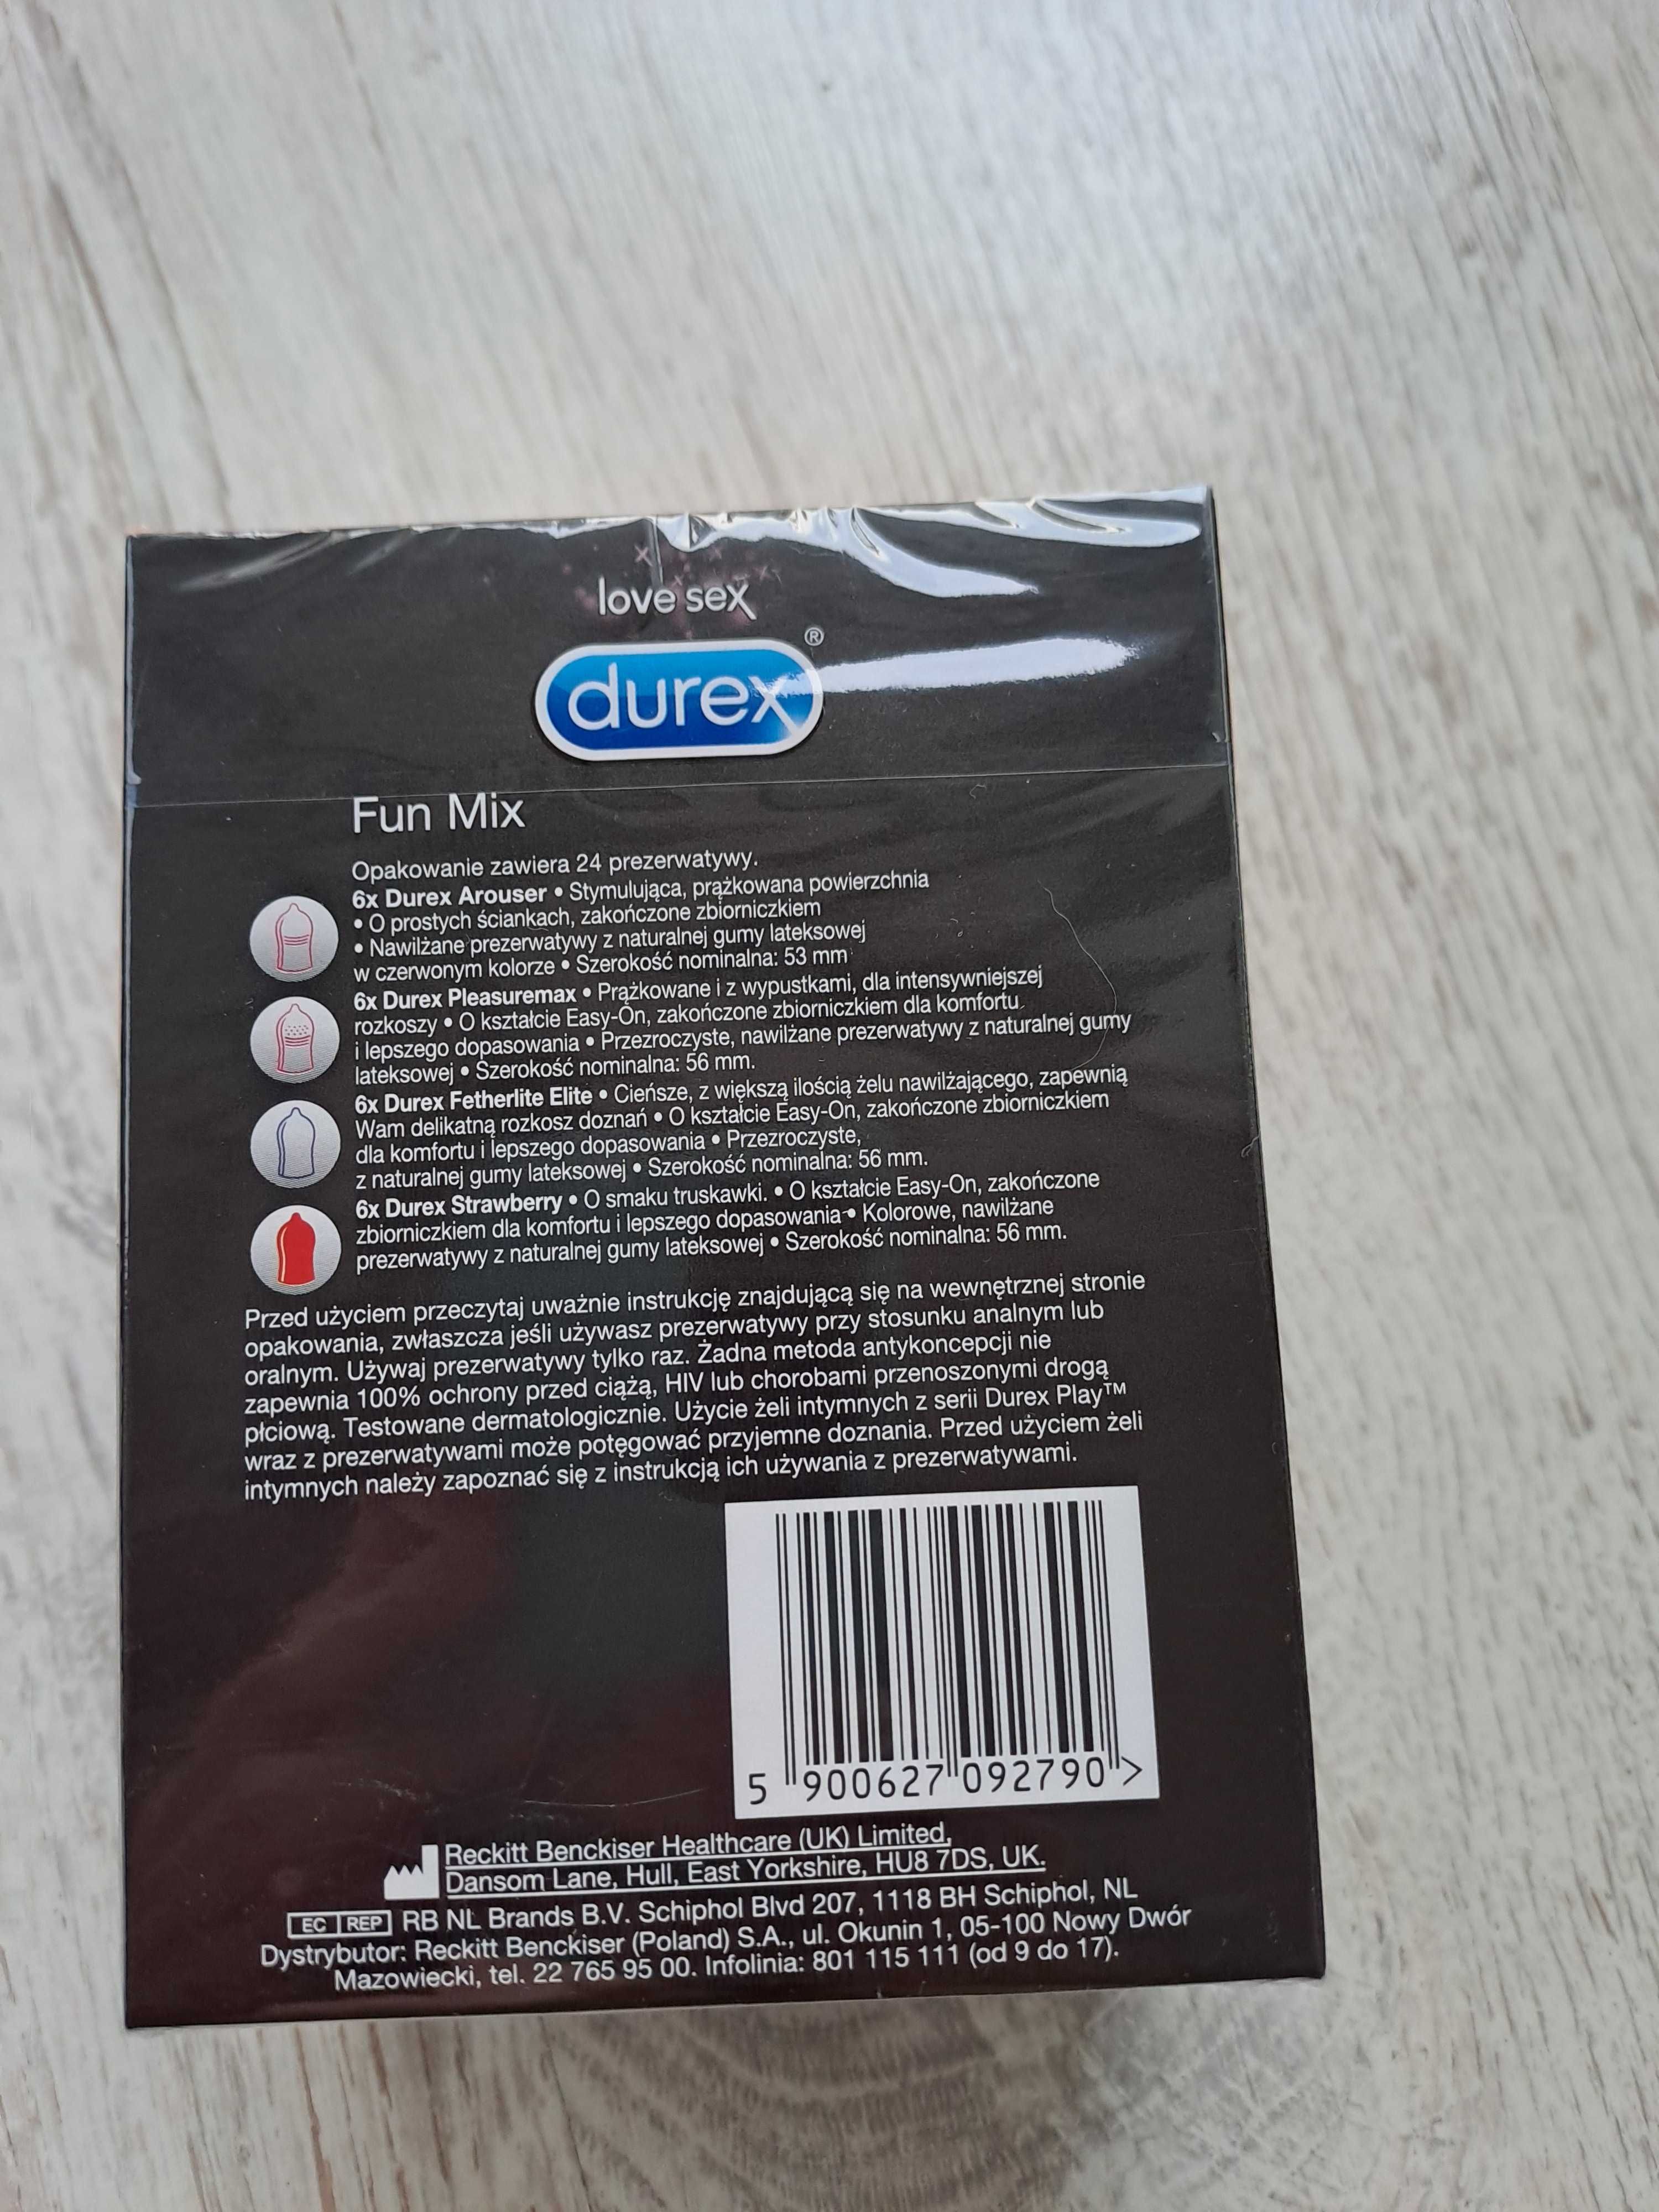 love sex
durex®
Fun Mix
Opakowanie zawiera 24 prezerwatywy.
6x Durex Arouser • Stymulująca, prążkowana powierzchnia
• O prostych ściankach, zakończone zbiorniczkiem
• Nawilżane prezerwatywy z naturalnej gumy lateksowej
w czerwonym kolorze • Szerokość nominalna: 53 mm
6x Durex Pleasuremax • Prążkowane i z wypustkami, dla intensywniejszej
rozkoszy • O kształcie Easy-On, zakończone zbiorniczkiem dla komfortu
i lepszego dopasowania • Przezroczyste, nawilżane prezerwatywy z naturalnej gumy
lateksowej • Szerokość nominalna: 56 mm.
6x Durex Fetherlite Elite • Cieńsze, z większą ilością żelu nawilżającego, zapewnią
Wam delikatną rozkosz doznań • O kształcie Easy-On, zakończone zbiorniczkiem
dla komfortu i lepszego dopasowania • Przezroczyste,
z naturalnej gumy lateksowej • Szerokość nominalna: 56 mm.
6x Durex Strawberry • O smaku truskawki. • O kształcie Easy-On, zakończone
zbiorniczkiem dla komfortu i lepszego dopasowania • Kolorowe, nawilżane
prezerwatywy z naturalnej gumy lateksowej • Szerokość nominalna: 56 mm.
Przed użyciem przeczytaj uważnie instrukcję znajdującą się na wewnętrznej stronie
opakowania, zwłaszcza jeśli używasz prezerwatywy przy stosunku analnym lub
oralnym. Używaj prezerwatywy tylko raz. Żadna metoda antykoncepcji nie
zapewnia 100% ochrony przed ciążą, HIV lub chorobami przenoszonymi drogą
płciową. Testowane dermatologicznie. Użycie żeli intymnych z serii Durex Play™
wraz z prezerwatywami może potęgować przyjemne doznania. Przed użyciem żeli
intymnych należy zapoznać się z instrukcją ich używania z prezerwatywami.
5 900627 092790 >
Reckitt Benckiser Healthcare (UK) Limited,
Dansom Lane, Hull, East Yorkshire, HU8 7DS, UK.
EC REP RB NL Brands B.V. Schiphol Blvd 207, 1118 BH Schiphol, NL
Dystrybutor: Reckitt Benckiser (Poland) S.A., ul. Okunin 1, 05-100 Nowy Dwór
Mazowiecki, tel. 22 765 95 00. Infolinia: 801 115 111 (od 9 do 17).